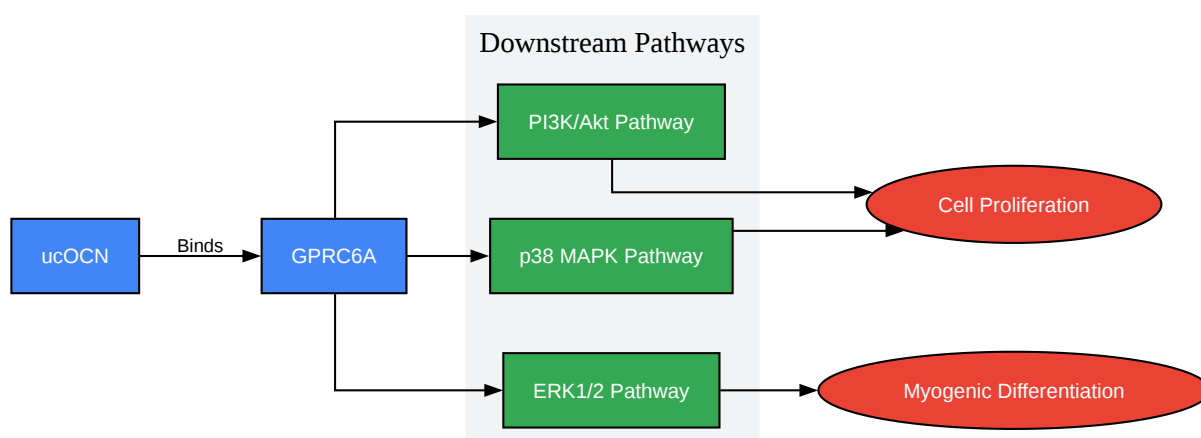 Downstream Pathways
PI3K/Akt Pathway
Cell Proliferation
ucOCN
Binds
GPRC6A
p38 MAPK Pathway
ERK1/2 Pathway
Myogenic Differentiation